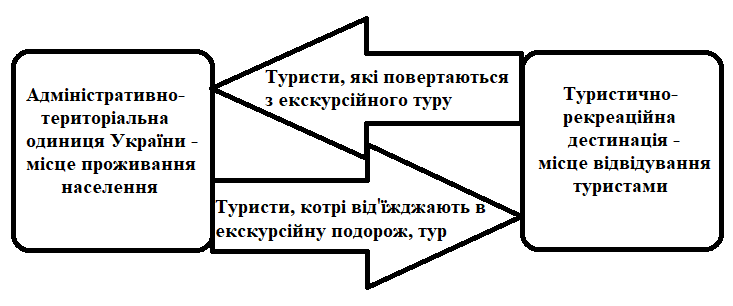 Адміністративно-
територіальна
одиниця України -
місце проживання
населення
Туристи, які повертаються
з екскурсійного туру
Туристи, котрі від'їжджають в
екскурсійну подорож, тур
Туристично-
рекреаційна
дестинація -
місце відвідування
туристами